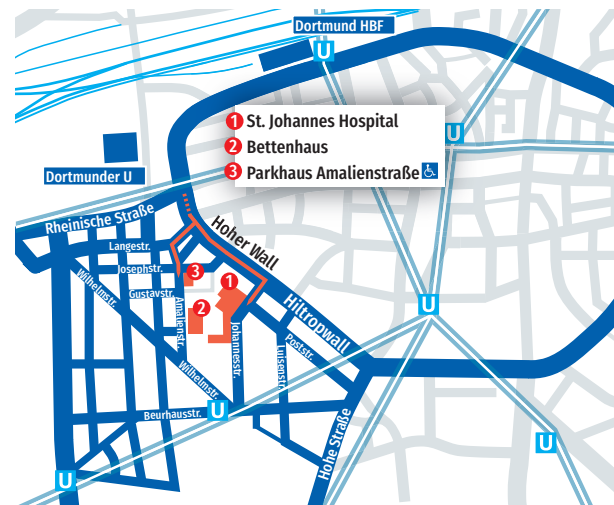 Dortmund HBF
U
1 St. Johannes Hospital
2 Bettenhaus
3 Parkhaus Amalienstraße
U
Dortmunder U
Rheinische Straße
Hoher Wall
Langestr.
Josephstr.
3
Wilhelmstr.
Gustavstr.
1
Amalienstr.
2
Hiltropwall
U
Johannesstr.
Poststr.
Luisenstr.
Wilhelmstr.
Beurhausstr.
U
Hohe Straße
U
U